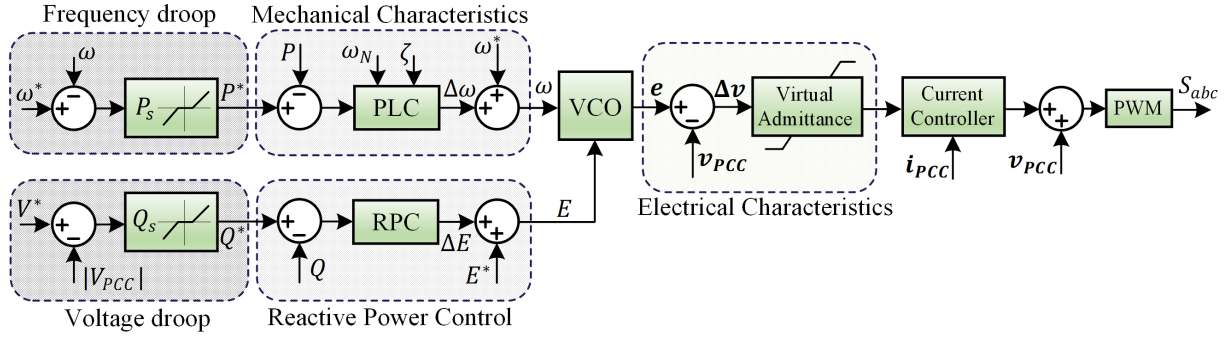 Frequency droop
Mechanical Characteristics
ω
P
ω_N
ζ
ω*
ω*
P_s
P*
PLC
Δω
ω
VCO
e
Δv
Virtual
Admittance
Current
Controller
PWM
S_abc
v_PCC
i_PCC
v_PCC
V*
Q_s
Q*
RPC
ΔE
E
Electrical Characteristics
|V_PCC|
Q
E*
Voltage droop
Reactive Power Control